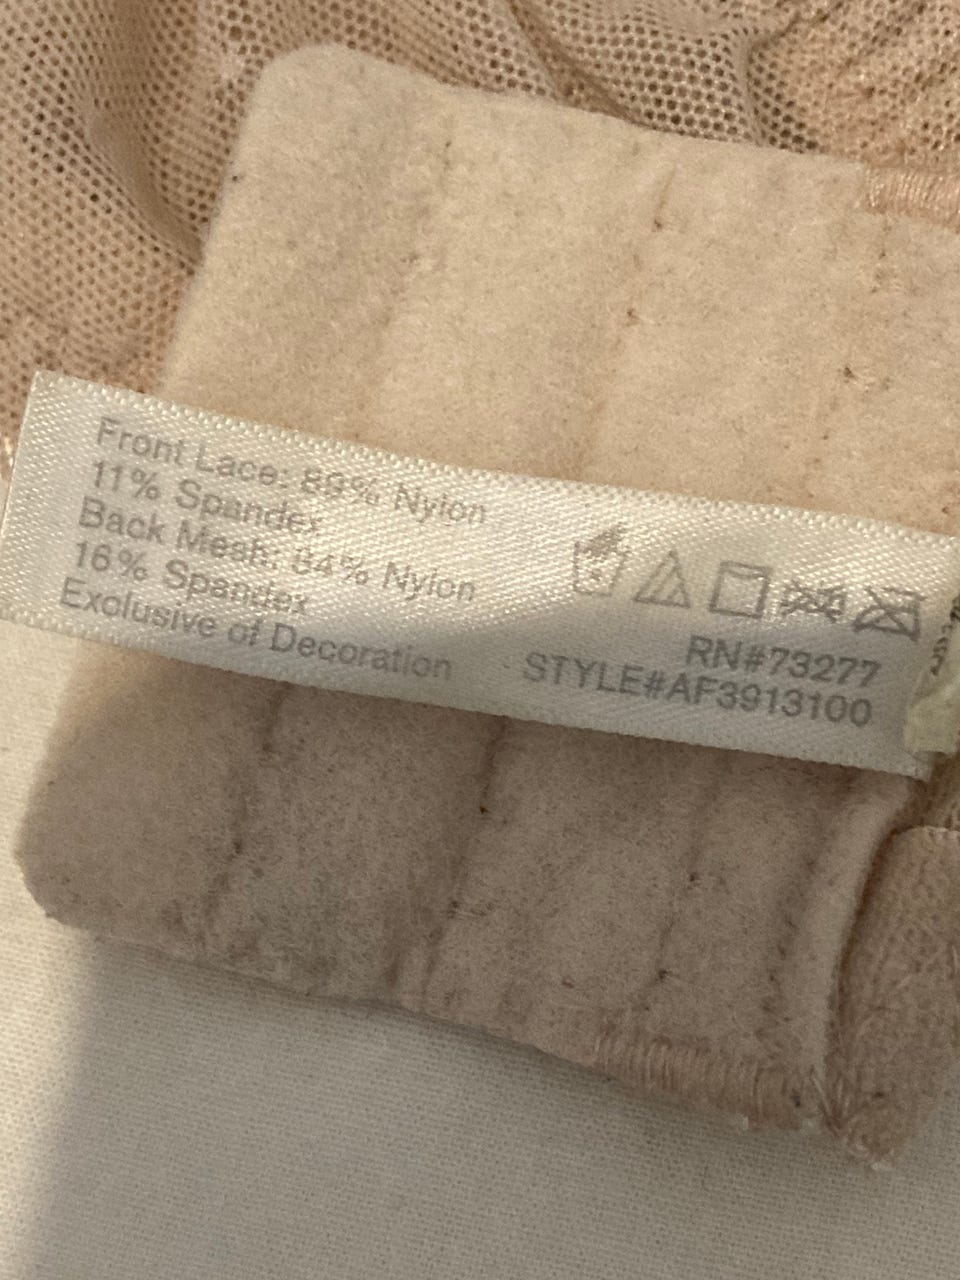 Front Lace: 89% Nylon
11% Spandex
Back Mesh: 84% Nylon
16% Spandex
Exclusive of Decoration
RN#73277
STYLE#AF3913100